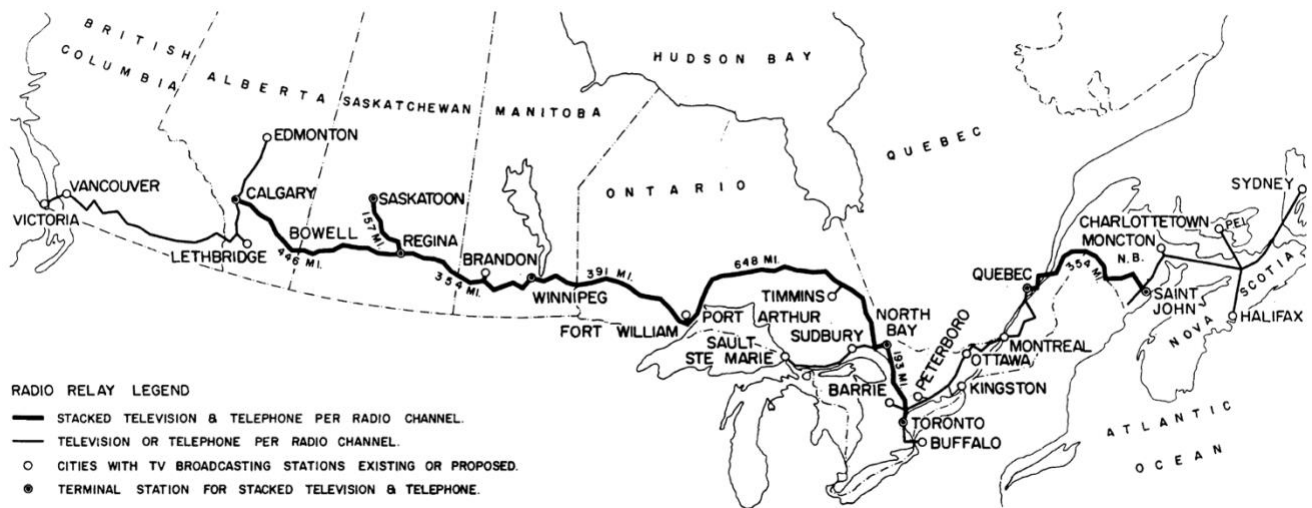 BRITISH COLUMBIA
ALBERTA
SASKATCHEWAN
MANITOBA
HUDSON BAY
ONTARIO
QUEBEC
EDMONTON
VANCOUVER
VICTORIA
CALGARY
LETHBRIDGE
BOWELL
446 MI.
SASKATOON
157 MI.
REGINA
354 MI.
BRANDON
WINNIPEG
391 MI.
FORT WILLIAM
PORT ARTHUR
648 MI.
TIMMINS
SUDBURY
SAULT-
STE MARIE
NORTH
BAY
193 MI.
BARRIE
PETERBORO
TORONTO
BUFFALO
KINGSTON
OTTAWA
MONTREAL
QUEBEC
354 MI.
SAINT
JOHN
MONCTON
N.B.
CHARLOTTETOWN
P.E.I.
SYDNEY
HALIFAX
NOVA SCOTIA
ATLANTIC
OCEAN
RADIO RELAY LEGEND
STACKED TELEVISION & TELEPHONE PER RADIO CHANNEL.
TELEVISION OR TELEPHONE PER RADIO CHANNEL.
CITIES WITH TV BROADCASTING STATIONS EXISTING OR PROPOSED.
TERMINAL STATION FOR STACKED TELEVISION & TELEPHONE.